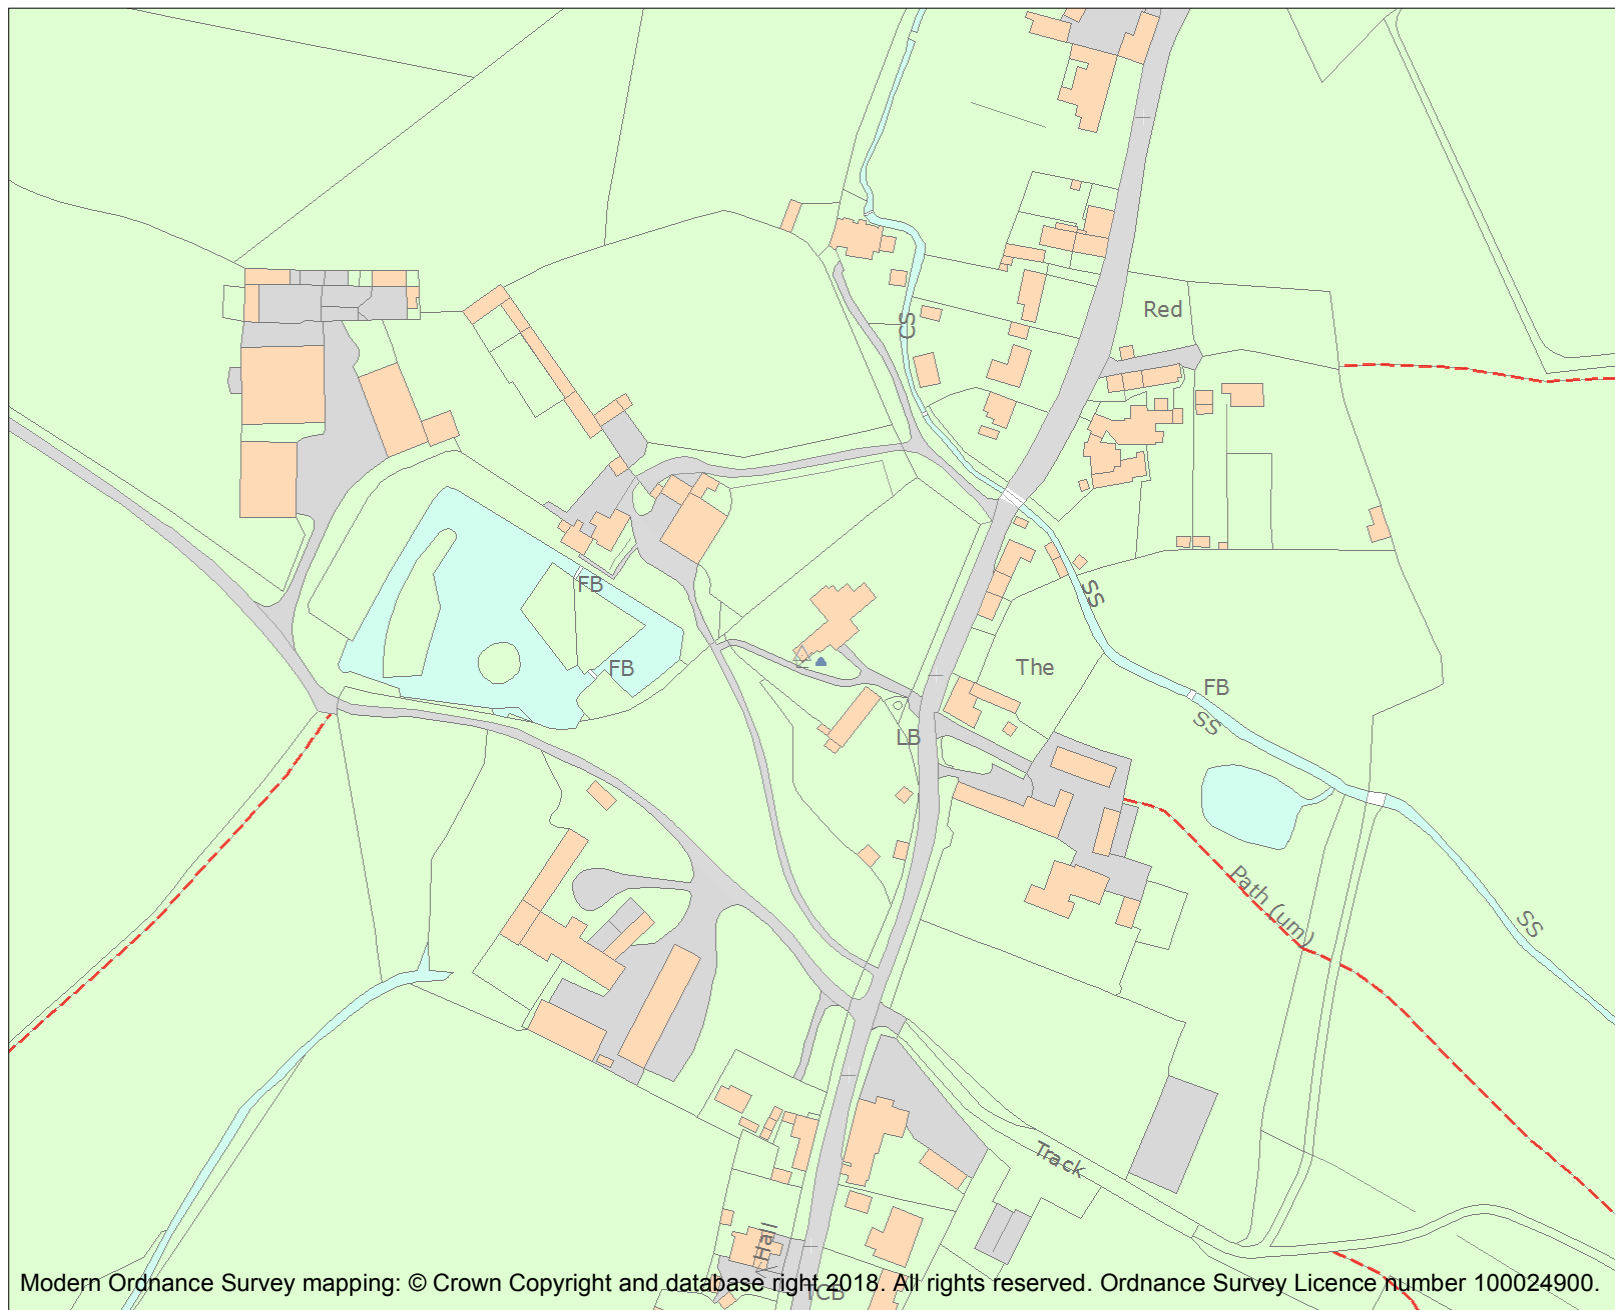 Red
CS
SS
FB
FB
The
FB
SS
LB
Path (um)
SS
Track
Hall
TCB
Modern Ordnance Survey mapping: © Crown Copyright and database right 2018. All rights reserved. Ordnance Survey Licence number 100024900.